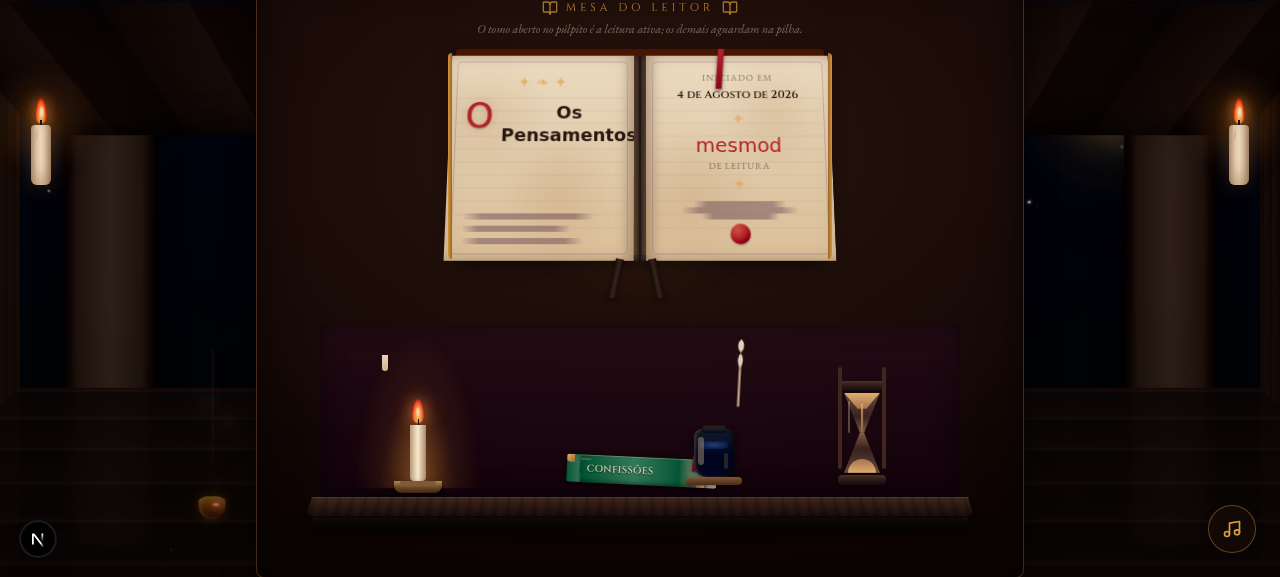 MESA DO LEITOR
O tomo aberto no púlpito é a leitura ativa; os demais aguardam na pilha.
O
Os
Pensamentos
INICIADO EM
4 DE AGOSTO DE 2026
mesmod
DE LEITURA
CONFISSÕES
N